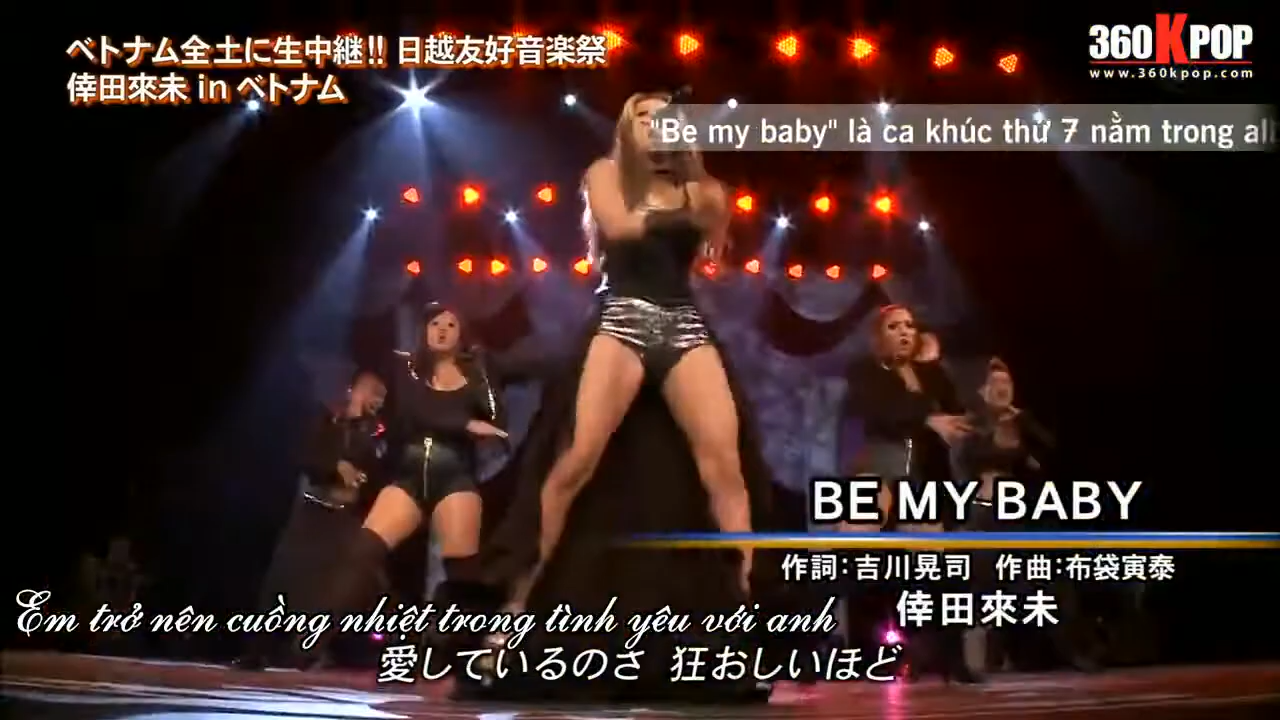 ベトナム全土に生中継!! 日越友好音楽祭
倖田來未 in ベトナム
360KPOP
www.360kpop.com
"Be my baby" là ca khúc thứ 7 nằm trong al
BE MY BABY
作詞:吉川晃司 作曲:布袋寅泰
倖田來未
Em trở nên cuồng nhiệt trong tình yêu với anh
愛しているのさ 狂おしいほど